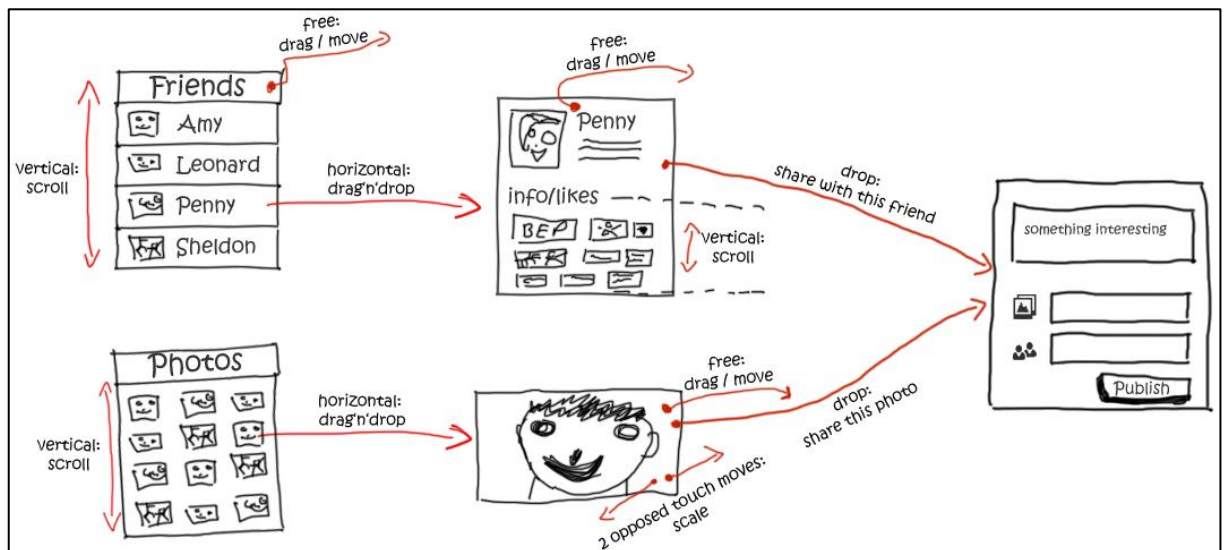 free:
drag / move
Friends
Amy
Leonard
Penny
Sheldon
vertical:
scroll
horizontal:
drag'n'drop
free:
drag / move
Penny
info/likes
BEP
vertical:
scroll
drop:
share with this friend
something interesting
Publish
Photos
vertical:
scroll
horizontal:
drag'n'drop
free:
drag / move
drop:
share this photo
2 opposed touch moves:
scale